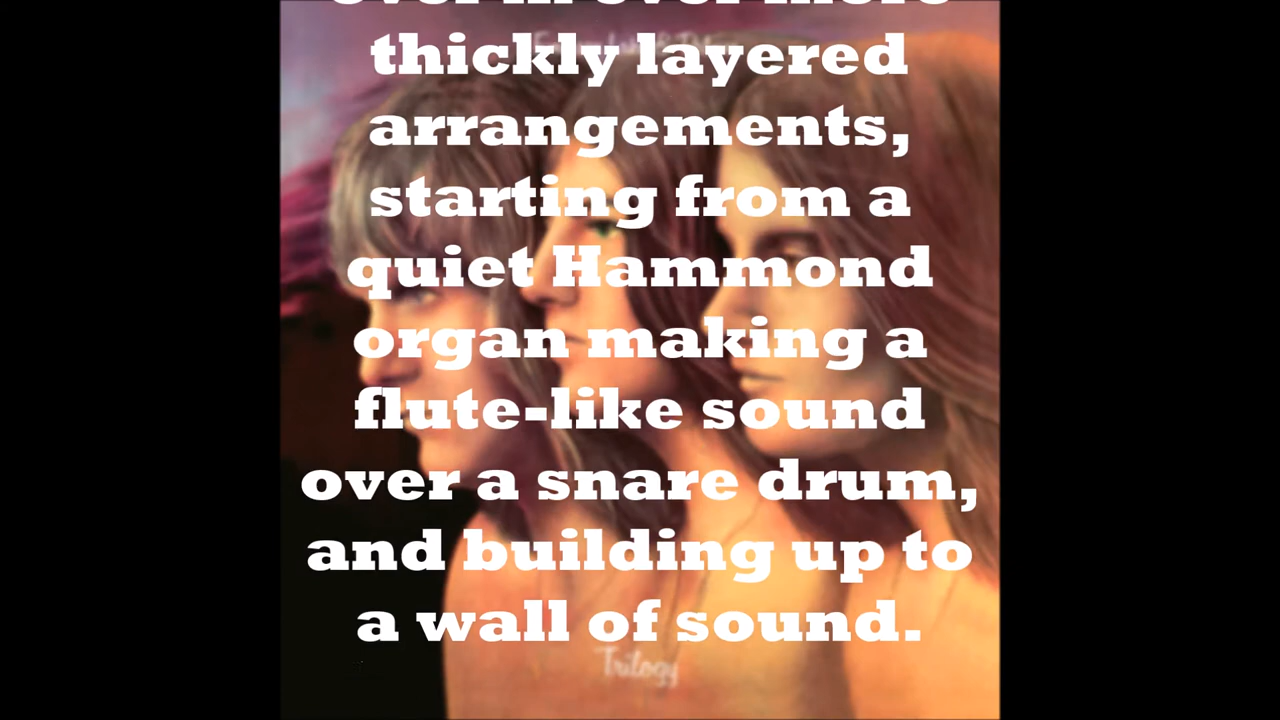 thickly layered
arrangements,
starting from a
quiet Hammond
organ making a
flute-like sound
over a snare drum,
and building up to
a wall of sound.
Trilogy